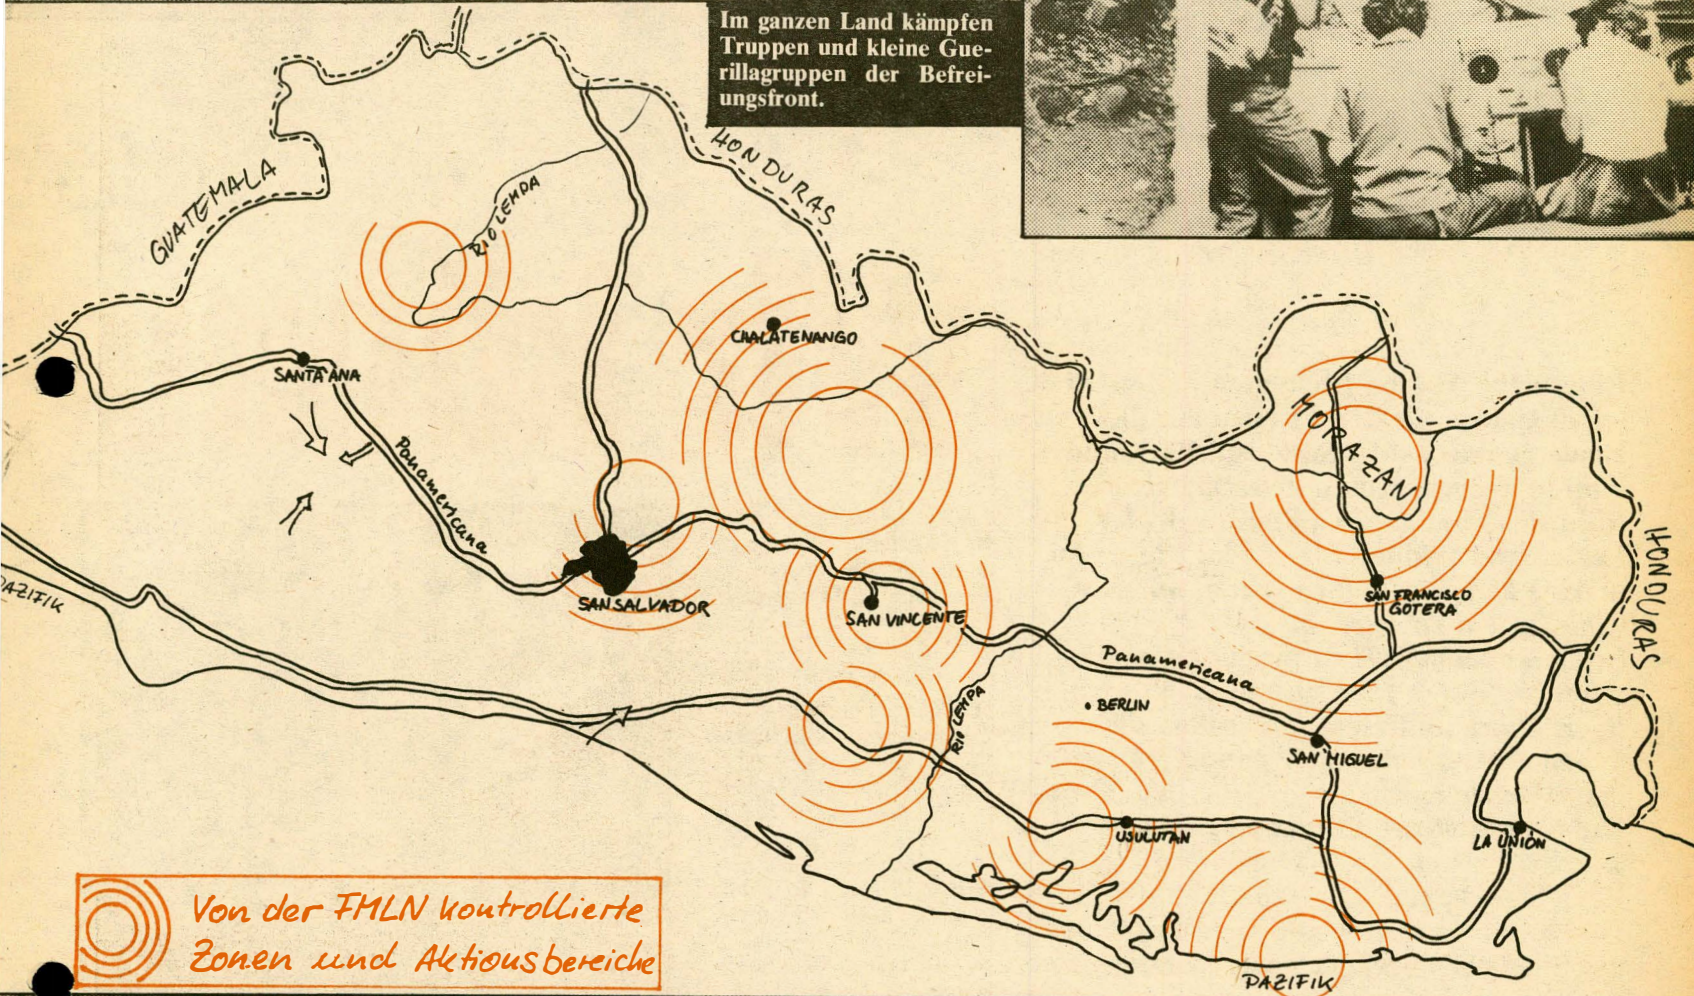 Im ganzen Land kämpfen
Truppen und kleine Gue-
rillagruppen der Befrei-
ungsfront.
HONDURAS
GUATEMALA
RIO LEMPA
CHALATENANGO
SANTA ANA
MORAZAN
Panamericana
HONDURAS
PAZIFIK
SAN SALVADOR
SAN VINCENTE
SAN FRANCISCO
GOTERA
Panamericana
RIO LEMPA
BERLIN
SAN MIGUEL
USULUTAN
LA UNIÓN
Von der FMLN kontrollierte
Zonen und Aktionsbereiche
PAZIFIK